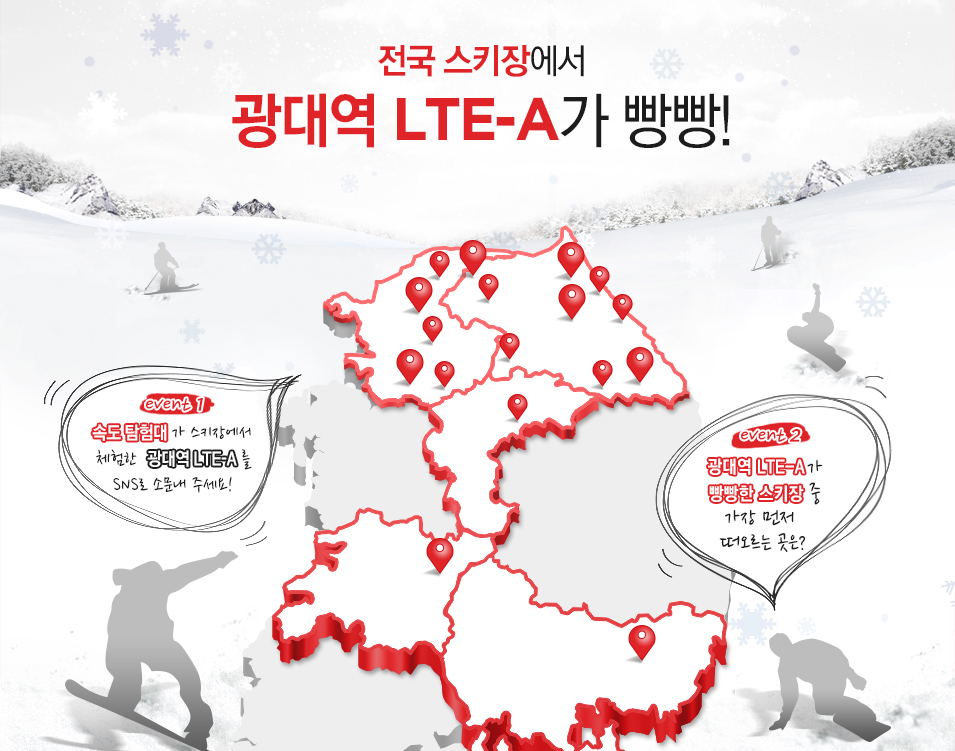 전국 스키장에서
광대역 LTE-A가 빵빵!
event 1
속도 탐험대가 스키장에서
체험한 광대역 LTE-A를
SNS로 소문내 주세요!
event 2
광대역 LTE-A가
빵빵한 스키장 중
가장 먼저
떠오르는 곳은?